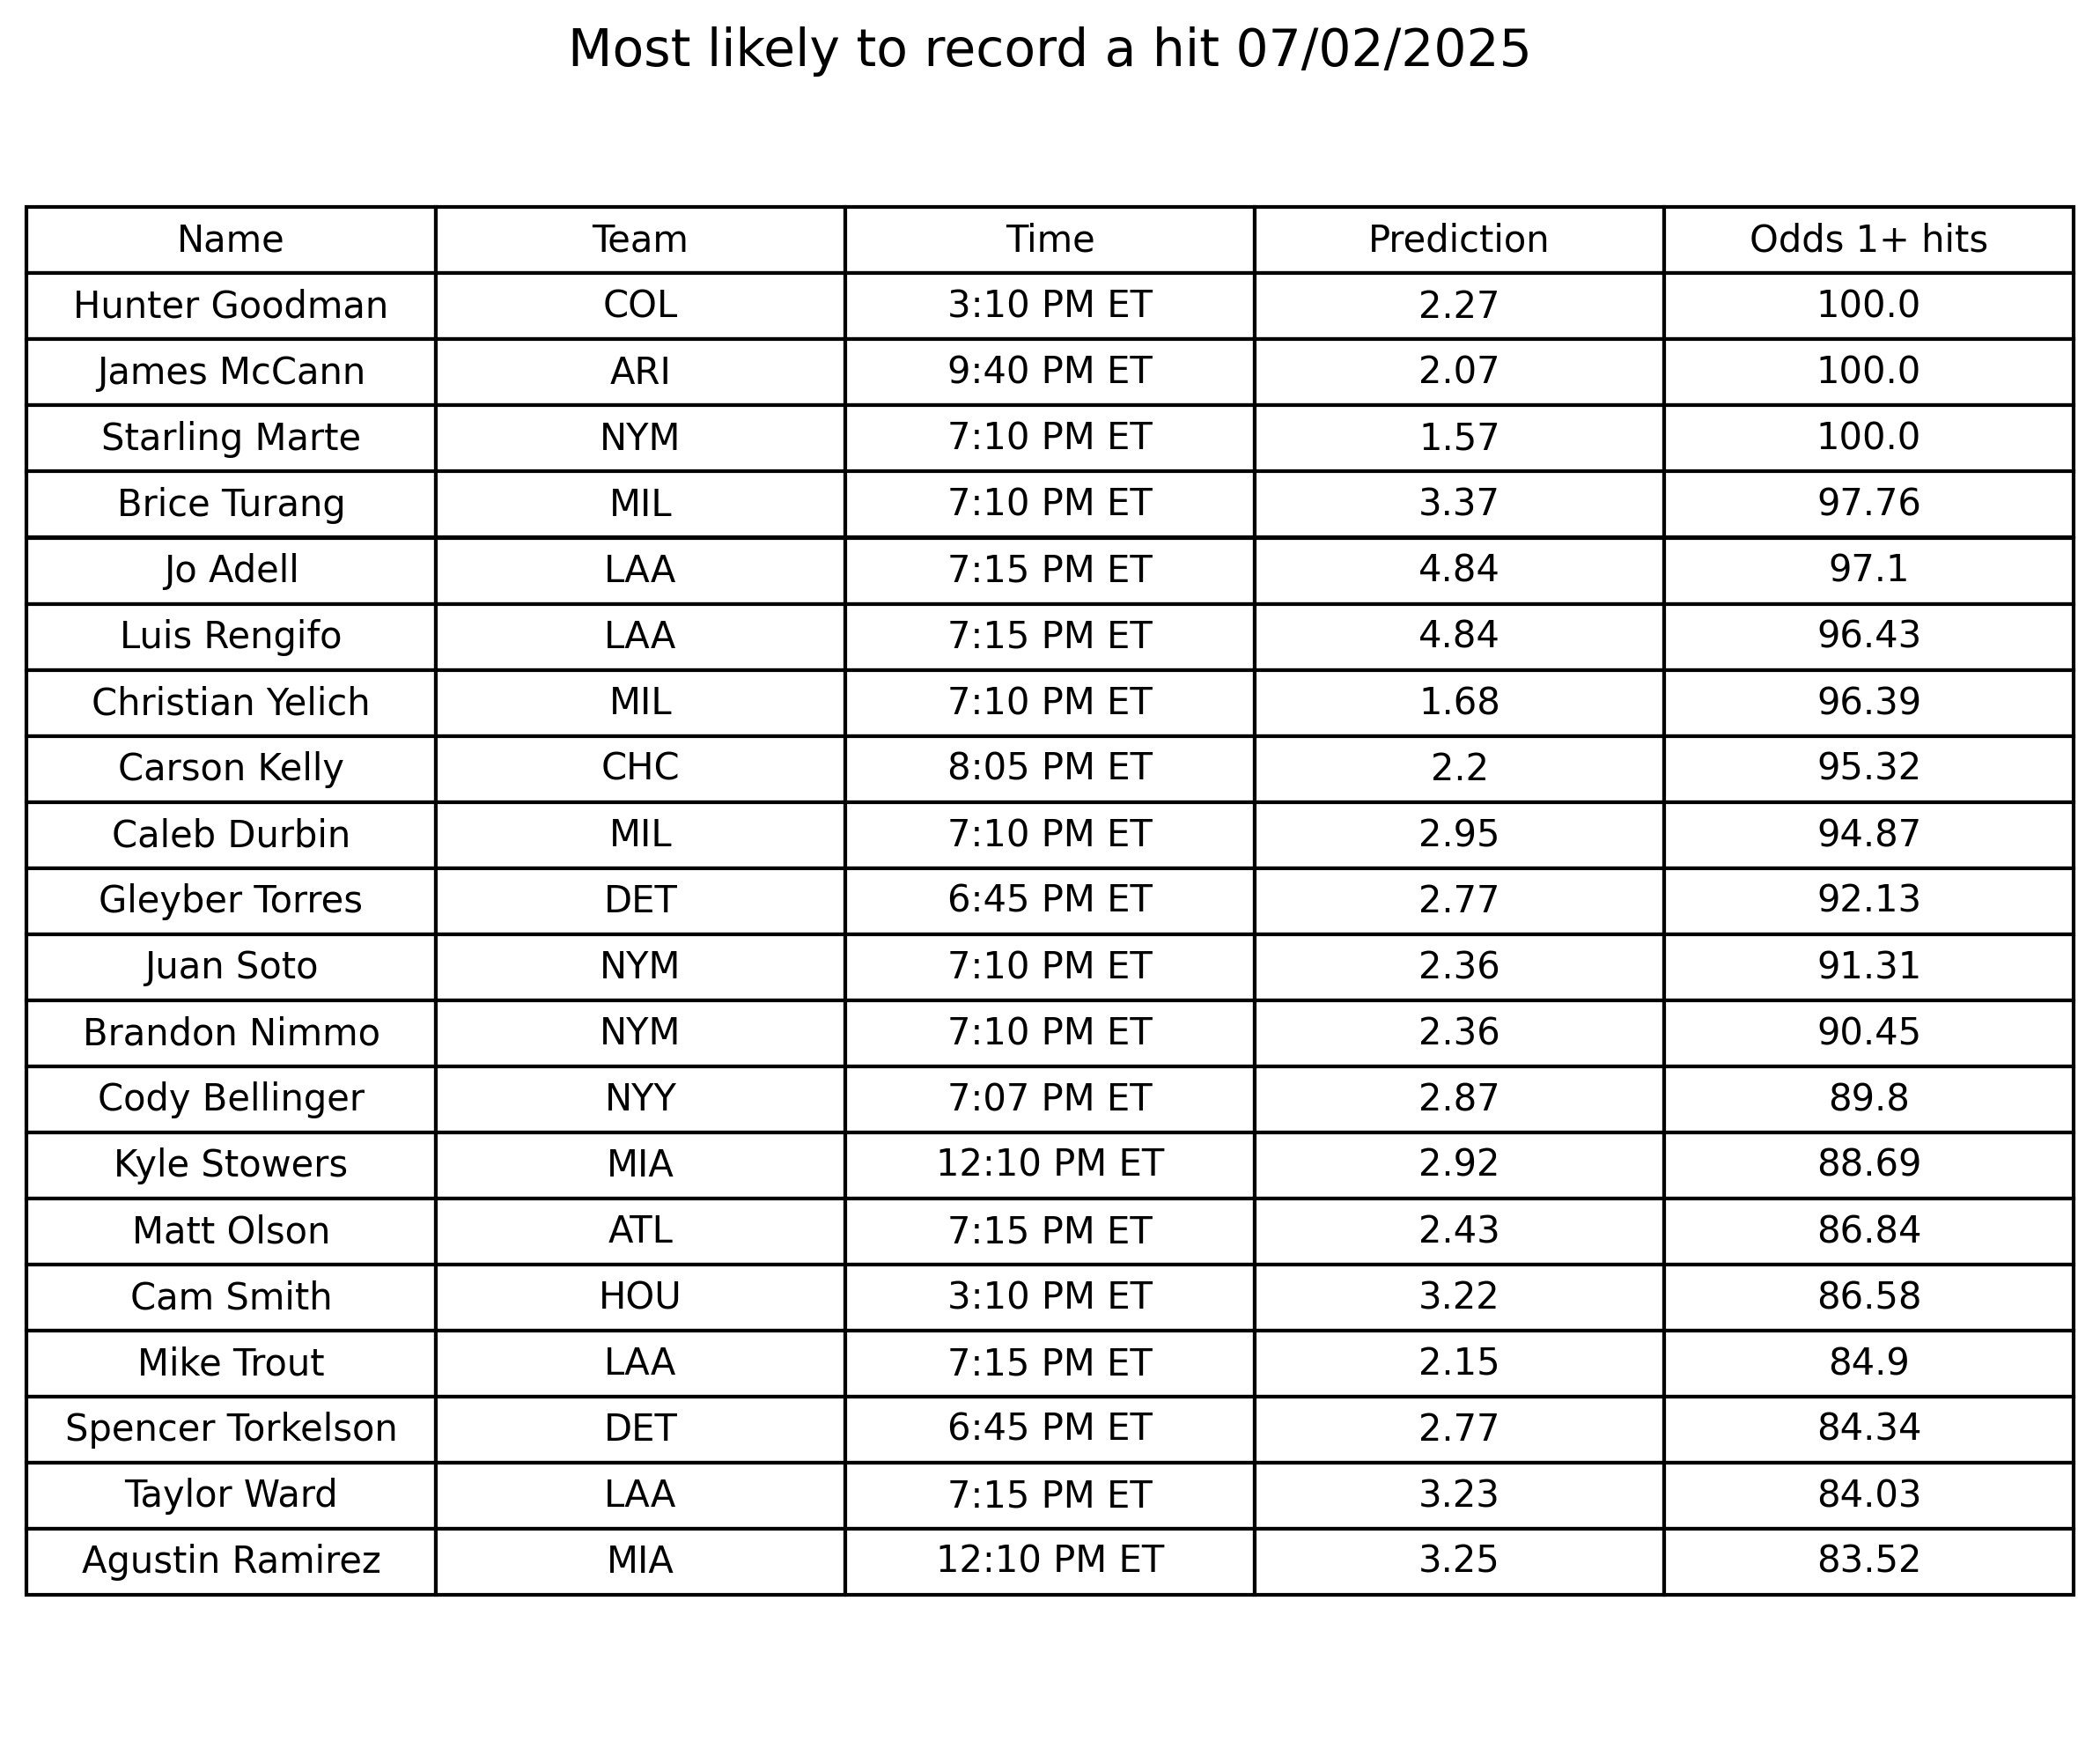 Most likely to record a hit 07/02/2025
Name Team Time Prediction Odds 1+ hits
Hunter Goodman COL 3:10 PM ET 2.27 100.0
James McCann ARI 9:40 PM ET 2.07 100.0
Starling Marte NYM 7:10 PM ET 1.57 100.0
Brice Turang MIL 7:10 PM ET 3.37 97.76
Jo Adell LAA 7:15 PM ET 4.84 97.1
Luis Rengifo LAA 7:15 PM ET 4.84 96.43
Christian Yelich MIL 7:10 PM ET 1.68 96.39
Carson Kelly CHC 8:05 PM ET 2.2 95.32
Caleb Durbin MIL 7:10 PM ET 2.95 94.87
Gleyber Torres DET 6:45 PM ET 2.77 92.13
Juan Soto NYM 7:10 PM ET 2.36 91.31
Brandon Nimmo NYM 7:10 PM ET 2.36 90.45
Cody Bellinger NYY 7:07 PM ET 2.87 89.8
Kyle Stowers MIA 12:10 PM ET 2.92 88.69
Matt Olson ATL 7:15 PM ET 2.43 86.84
Cam Smith HOU 3:10 PM ET 3.22 86.58
Mike Trout LAA 7:15 PM ET 2.15 84.9
Spencer Torkelson DET 6:45 PM ET 2.77 84.34
Taylor Ward LAA 7:15 PM ET 3.23 84.03
Agustin Ramirez MIA 12:10 PM ET 3.25 83.52